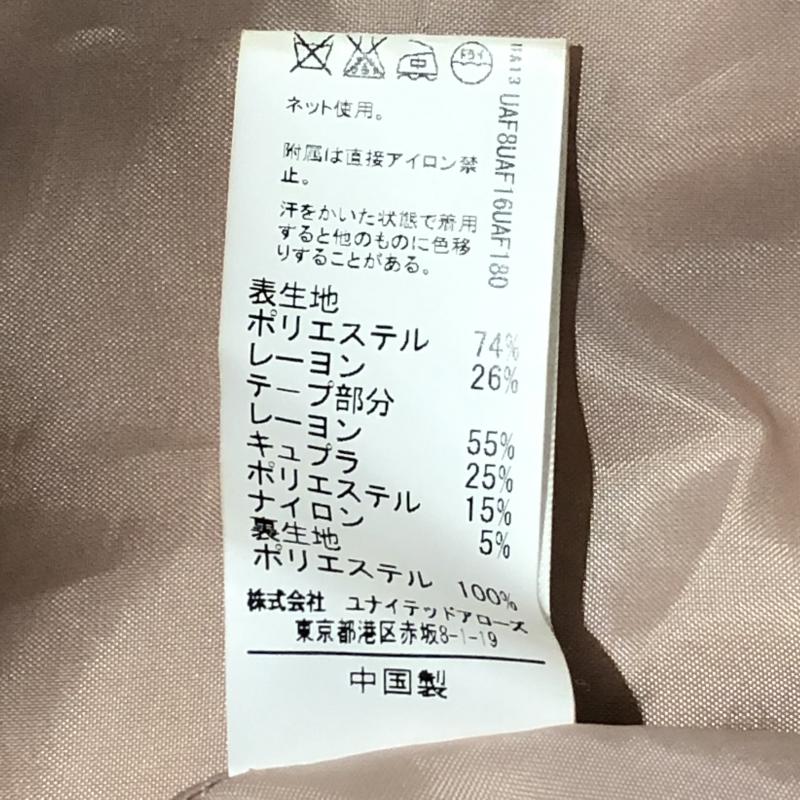 ドライ
ネット使用。
附属は直接アイロン禁
止。
汗をかいた状態で着用
すると他のものに色移
りすることがある。
表生地
ポリエステル 74%
レーヨン 26%
テープ部分
レーヨン 55%
キュプラ 25%
ポリエステル 15%
ナイロン 5%
裏生地
ポリエステル 100%
株式会社 ユナイテッドアローズ
東京都港区赤坂8-1-19
中国製
UAF8UAF16UAF180